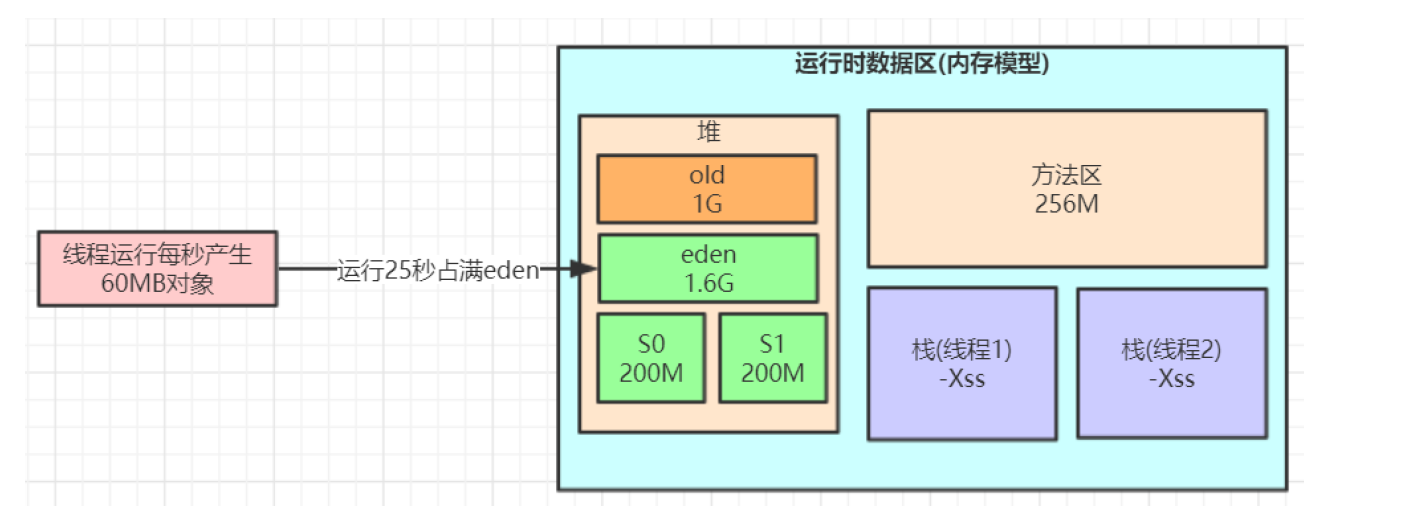 运行时数据区(内存模型)
堆
old
1G
方法区
256M
线程运行每秒产生
60MB对象
运行25秒占满eden
eden
1.6G
S0
200M
S1
200M
栈(线程1)
-Xss
栈(线程2)
-Xss